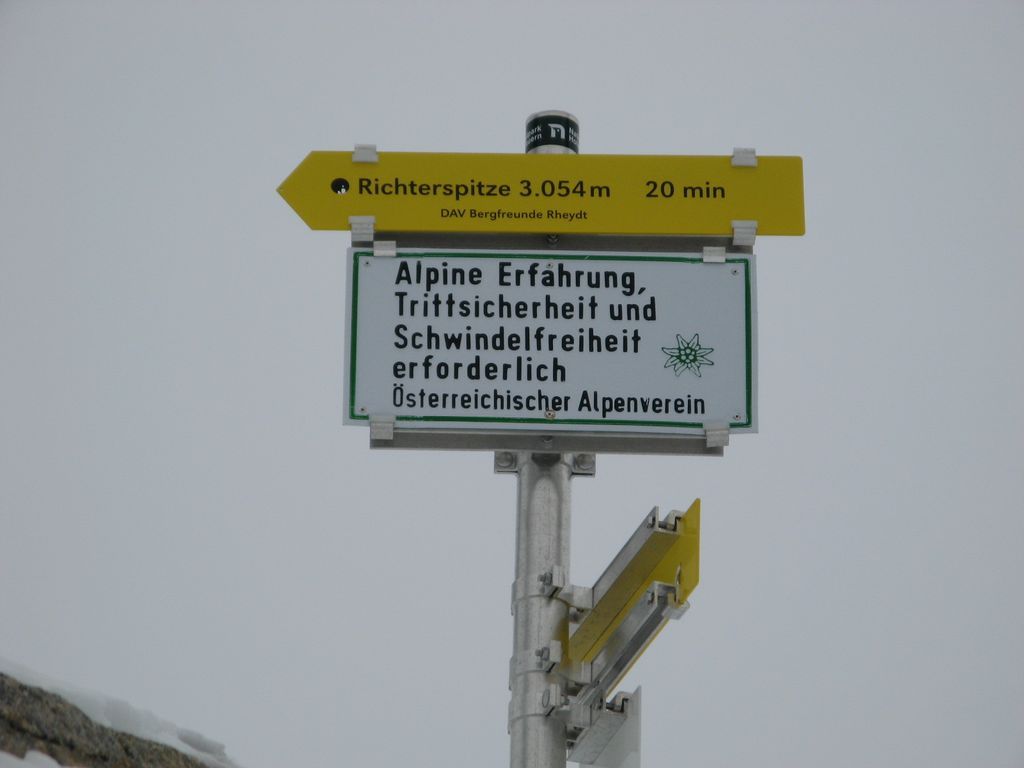 Richterspitze 3.054m 20 min
DAV Bergfreunde Rheydt
Alpine Erfahrung,
Trittsicherheit und
Schwindelfreiheit
erforderlich
Österreichischer Alpenverein